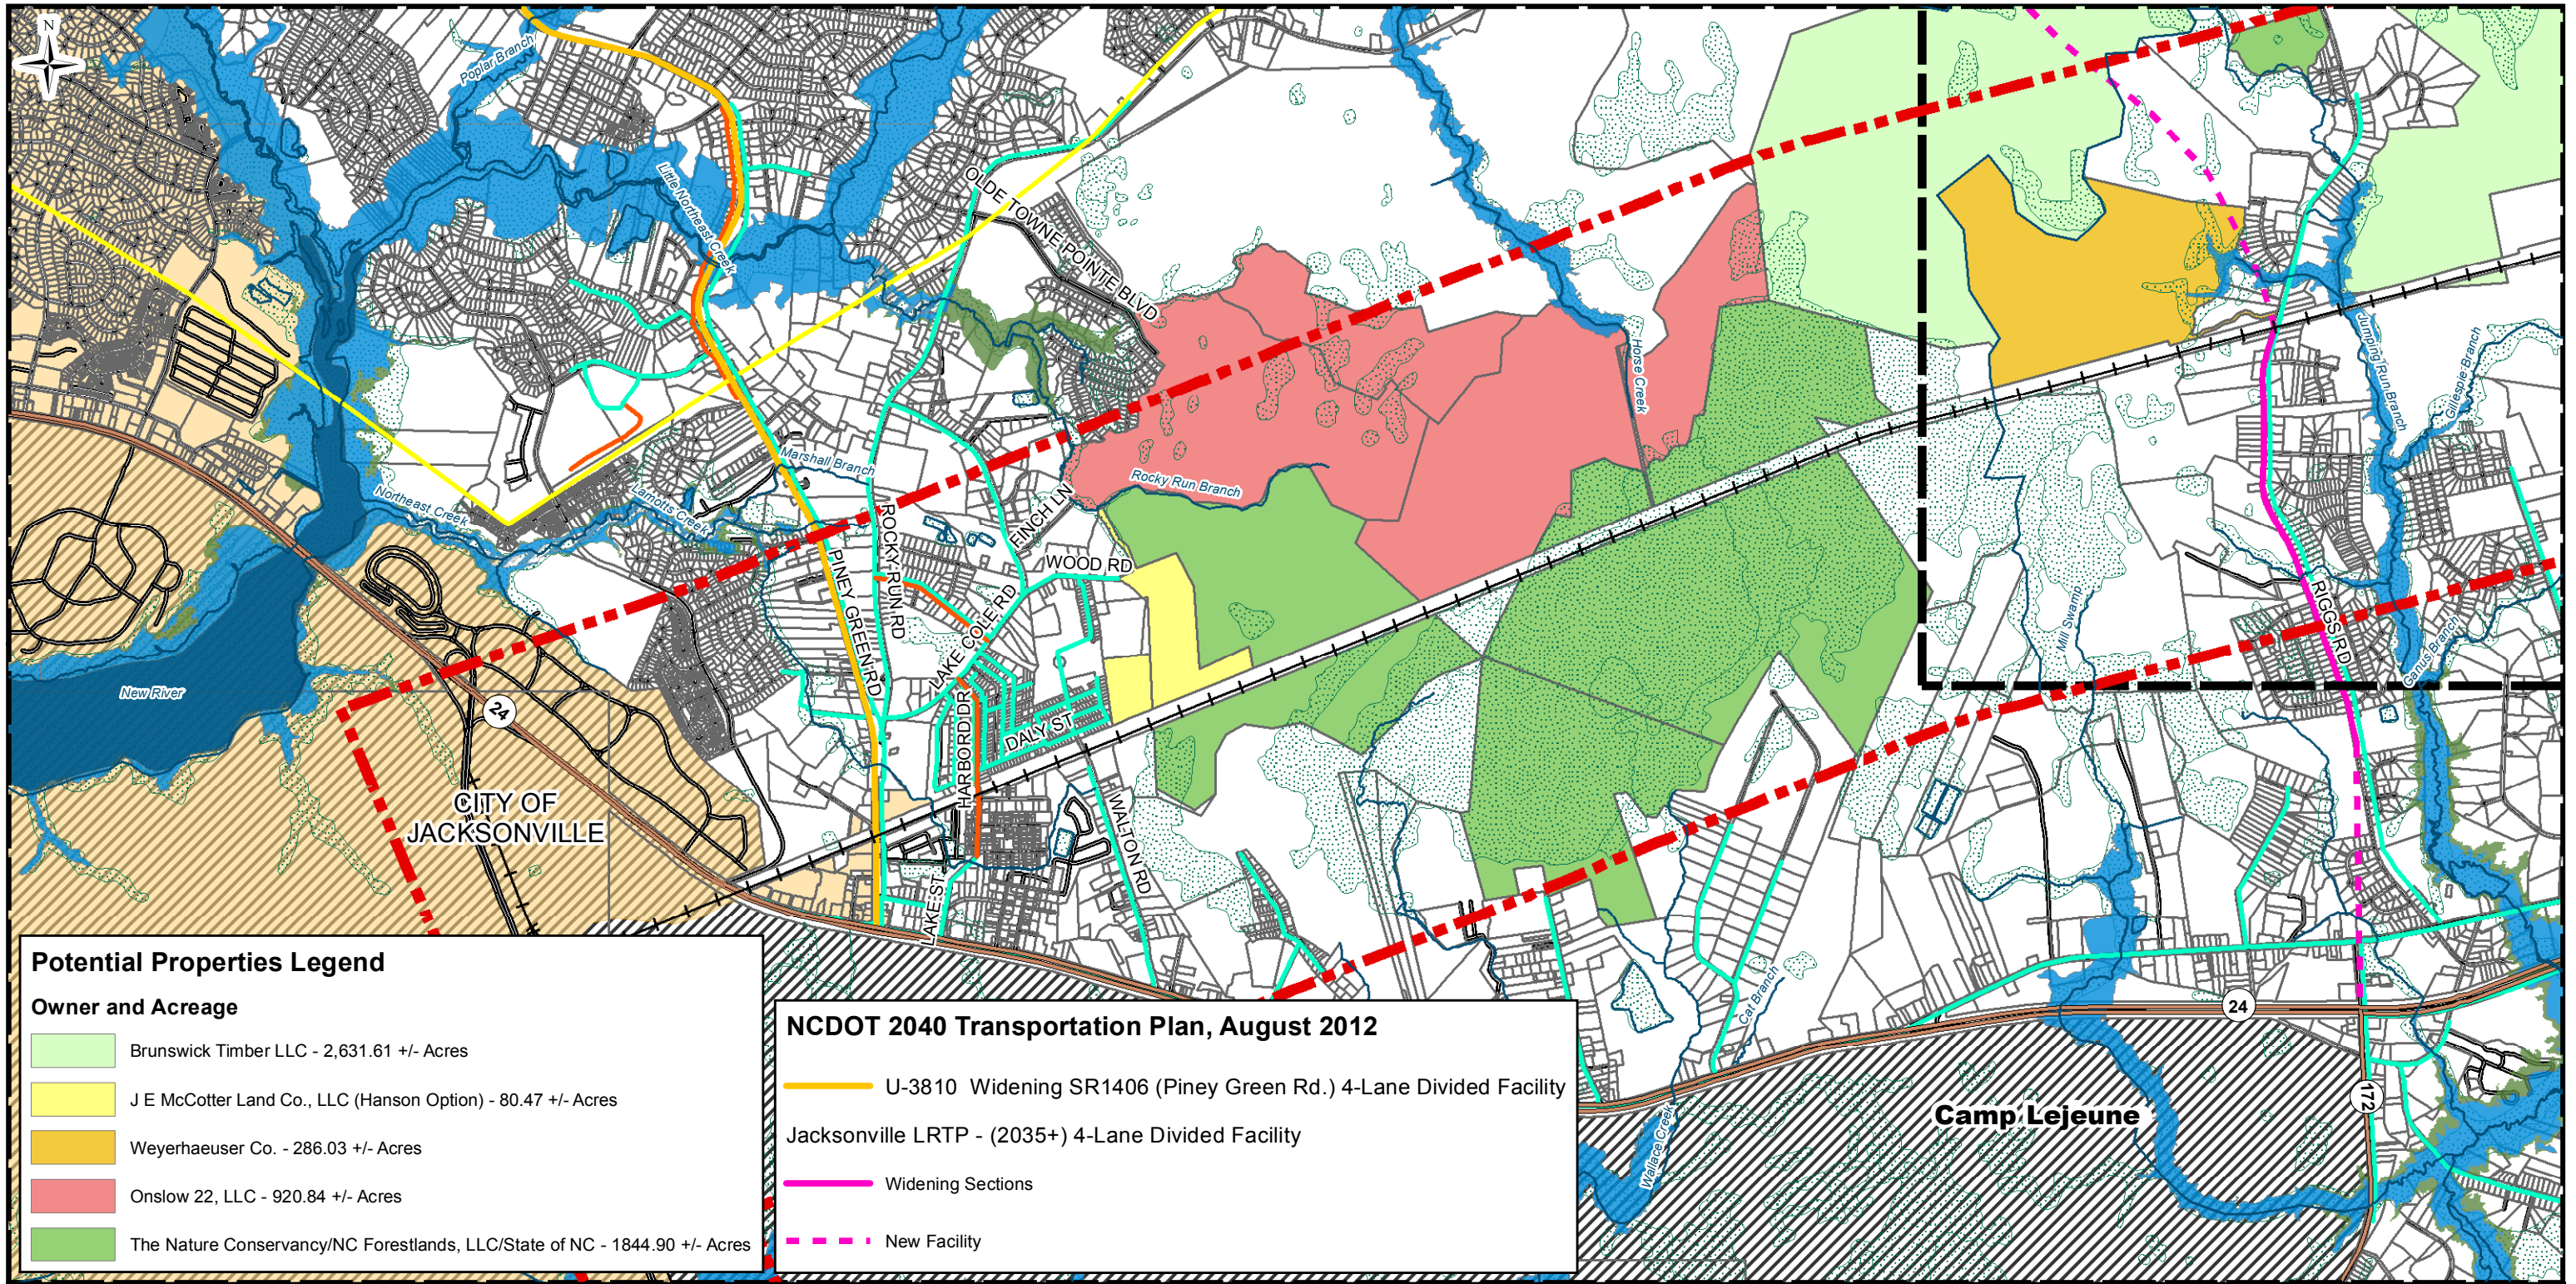 N
Poplar Branch
Little Northeast Creek
OLDE TOWNE POINTE BLVD
Horse Creek
Jumping Run Branch
Gillespie Branch
Marshall Branch
Rocky Run Branch
Northeast Creek
Lamotts Creek
FINCH LN
ROCKY RUN RD
WOOD RD
PINEY GREEN RD
LAKE COLE RD
RIGGS RD
Mill Swamp
Ganus Branch
New River
24
HARBOR DR
DALY ST
WALTON RD
CITY OF
JACKSONVILLE
LAKE ST
Cat Branch
24
172
Camp Lejeune
Wallace Creek
Potential Properties Legend
Owner and Acreage
Brunswick Timber LLC - 2,631.61 +/- Acres
J E McCotter Land Co., LLC (Hanson Option) - 80.47 +/- Acres
Weyerhaeuser Co. - 286.03 +/- Acres
Onslow 22, LLC - 920.84 +/- Acres
The Nature Conservancy/NC Forestlands, LLC/State of NC - 1844.90 +/- Acres
NCDOT 2040 Transportation Plan, August 2012
U-3810 Widening SR1406 (Piney Green Rd.) 4-Lane Divided Facility
Jacksonville LRTP - (2035+) 4-Lane Divided Facility
Widening Sections
New Facility